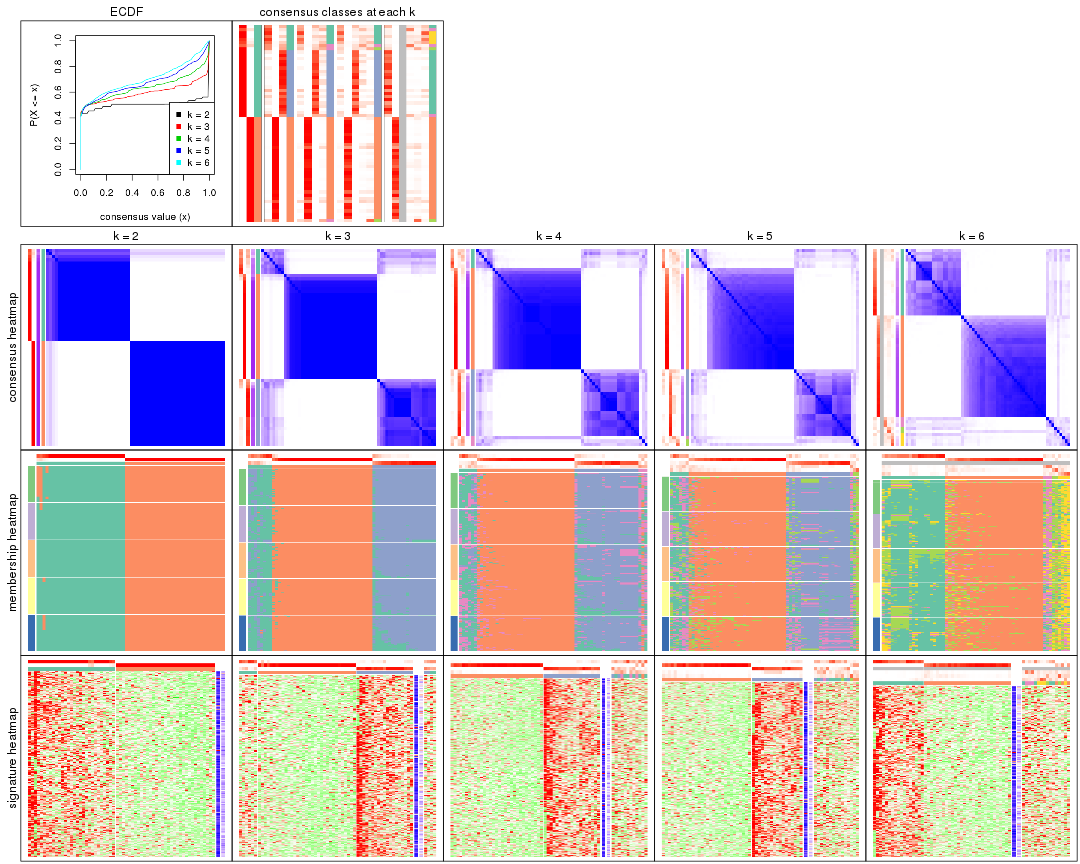 ECDF
consensus classes at each k
P(X <= x)
0.0 0.2 0.4 0.6 0.8 1.0
k = 2
k = 3
k = 4
k = 5
k = 6
0.0 0.2 0.4 0.6 0.8 1.0
consensus value (x)
k = 2
k = 3
k = 4
k = 5
k = 6
consensus heatmap
membership heatmap
signature heatmap